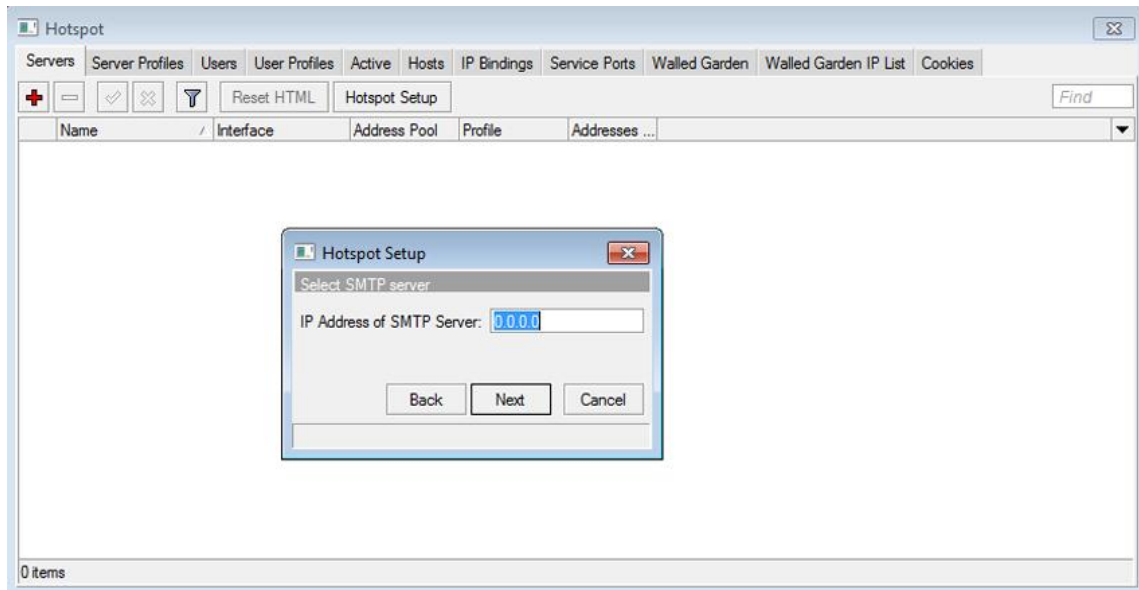 Hotspot
Servers Server Profiles Users User Profiles Active Hosts IP Bindings Service Ports Walled Garden Walled Garden IP List Cookies
Reset HTML Hotspot Setup Find
Name Interface Address Pool Profile Addresses ...
Hotspot Setup
Select SMTP server
IP Address of SMTP Server: 0.0.0.0
Back Next Cancel
0 items